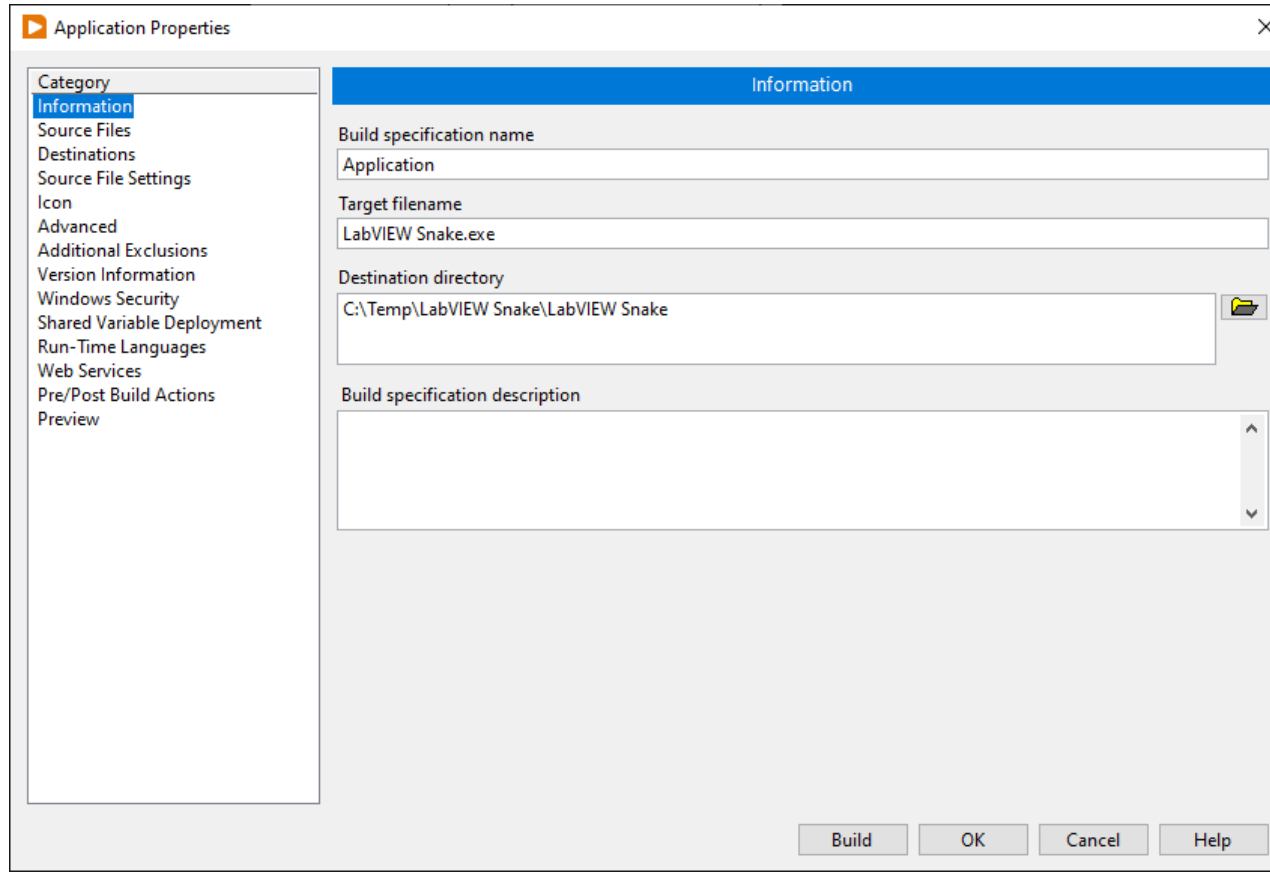 Application Properties
Category
Information
Source Files
Destinations
Source File Settings
Icon
Advanced
Additional Exclusions
Version Information
Windows Security
Shared Variable Deployment
Run-Time Languages
Web Services
Pre/Post Build Actions
Preview
Information
Build specification name
Application
Target filename
LabVIEW Snake.exe
Destination directory
C:\Temp\LabVIEW Snake\LabVIEW Snake
Build specification description
Build
OK
Cancel
Help